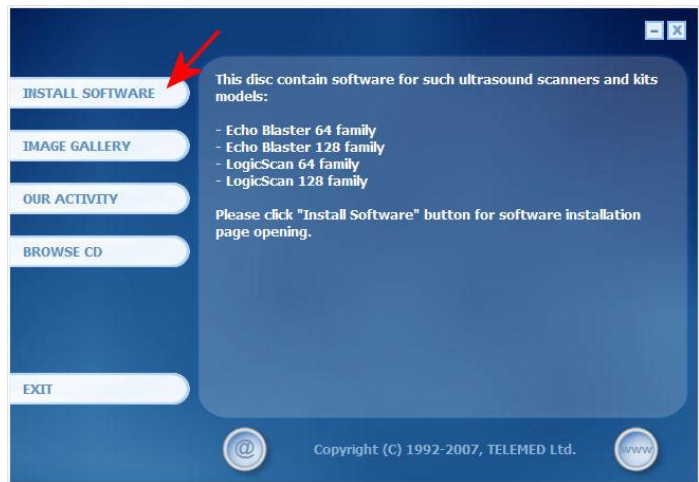 INSTALL SOFTWARE
IMAGE GALLERY
OUR ACTIVITY
BROWSE CD
EXIT
This disc contain software for such ultrasound scanners and kits
models:
- Echo Blaster 64 family
- Echo Blaster 128 family
- LogicScan 64 family
- LogicScan 128 family
Please click "Install Software" button for software installation
page opening.
@
Copyright (C) 1992-2007, TELEMED Ltd.
www